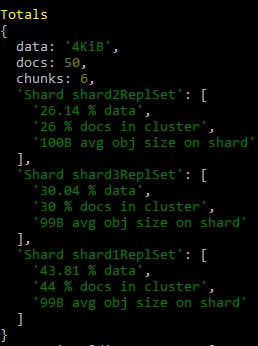 Totals
{
data: '4KiB',
docs: 50,
chunks: 6,
'Shard shard2ReplSet': [
'26.14 % data',
'26 % docs in cluster',
'100B avg obj size on shard'
],
'Shard shard3ReplSet': [
'30.04 % data',
'30 % docs in cluster',
'99B avg obj size on shard'
],
'Shard shard1ReplSet': [
'43.81 % data',
'44 % docs in cluster',
'99B avg obj size on shard'
]
}